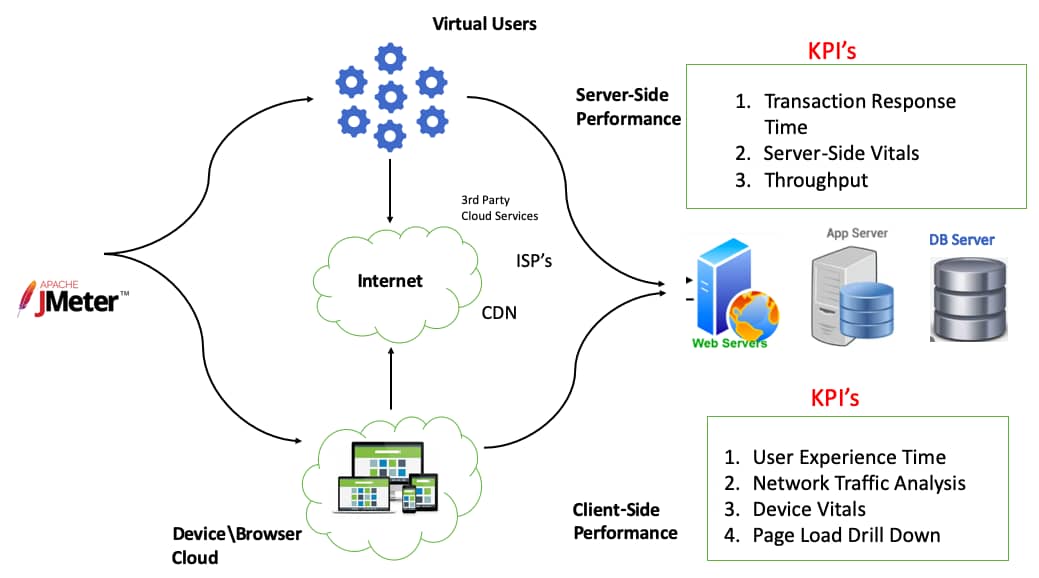 Virtual Users
KPI’s
Server-Side
Performance
1. Transaction Response
Time
2. Server-Side Vitals
3. Throughput
3rd Party
Cloud Services
ISP’s
Internet
CDN
APACHE
JMeter™
Web Servers
App Server
DB Server
KPI’s
Device\Browser
Cloud
Client-Side
Performance
1. User Experience Time
2. Network Traffic Analysis
3. Device Vitals
4. Page Load Drill Down